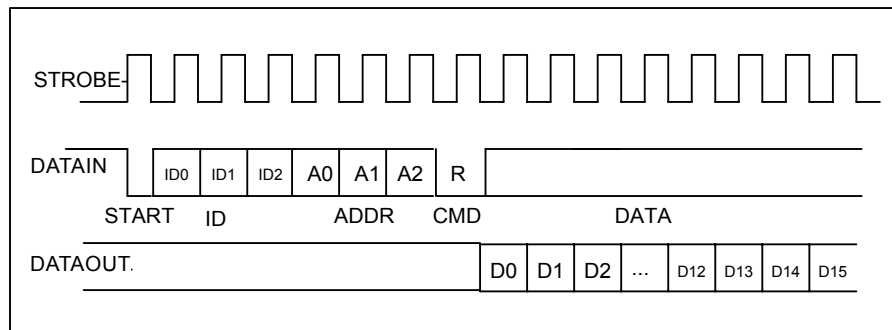 STROBE-
DATAIN ID0 ID1 ID2 A0 A1 A2 R
START ID ADDR CMD DATA
DATAOUT. D0 D1 D2 ... D12 D13 D14 D15